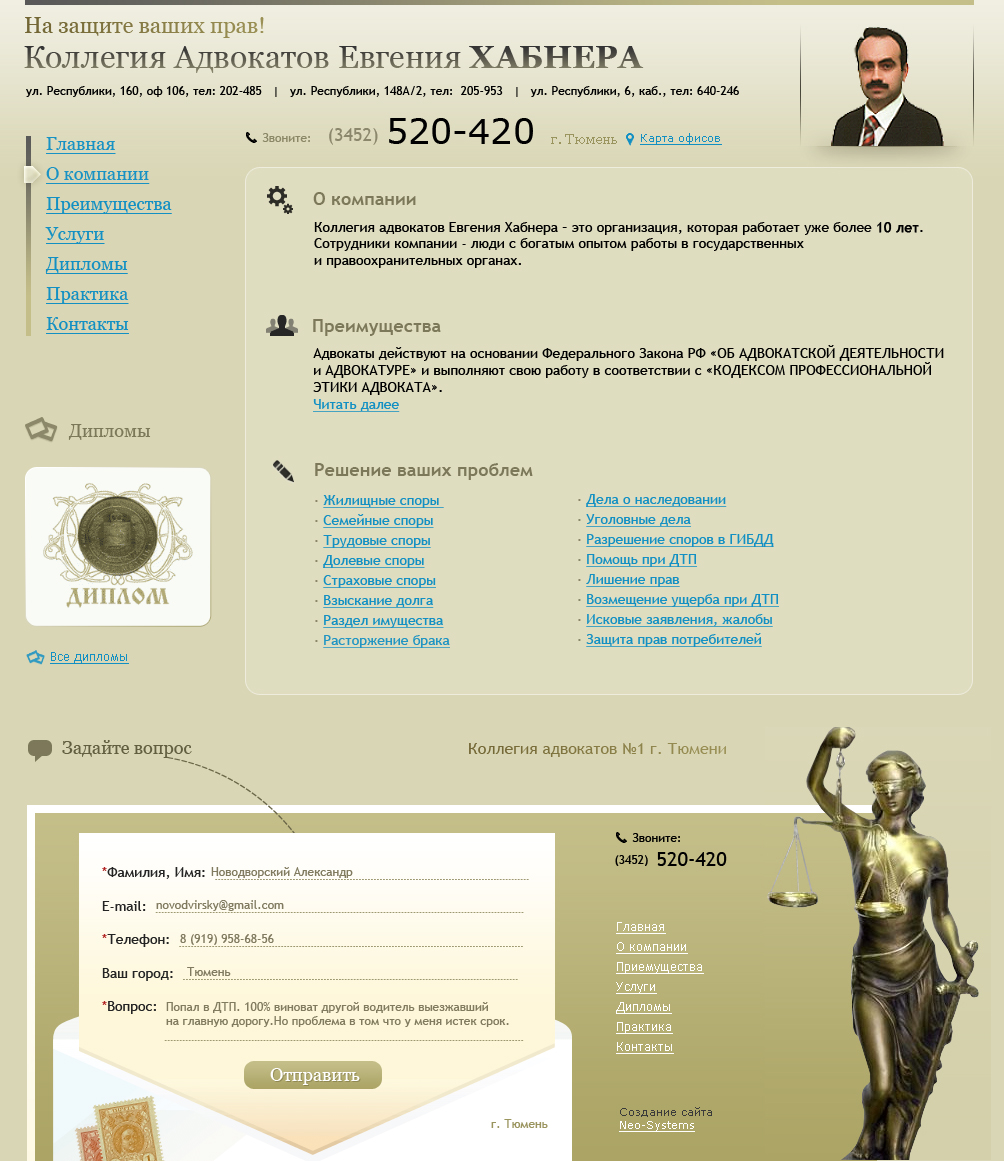 На защите ваших прав!
Коллегия Адвокатов Евгения ХАБНЕРА
ул. Республики, 160, оф 106, тел: 202-485 | ул. Республики, 148А/2, тел: 205-953 | ул. Республики, 6, каб., тел: 640-246
Звоните: (3452) 520-420 г. Тюмень Карта офисов
Главная
О компании
Преимущества
Услуги
Дипломы
Практика
Контакты
О компании
Коллегия адвокатов Евгения Хабнера – это организация, которая работает уже более 10 лет.
Сотрудники компании - люди с богатым опытом работы в государственных
и правоохранительных органах.
Преимущества
Адвокаты действуют на основании Федерального Закона РФ «ОБ АДВОКАТСКОЙ ДЕЯТЕЛЬНОСТИ
и АДВОКАТУРЕ» и выполняют свою работу в соответствии с «КОДЕКСОМ ПРОФЕССИОНАЛЬНОЙ
ЭТИКИ АДВОКАТА».
Читать далее
Дипломы
ДИПЛОМ
Все дипломы
Решение ваших проблем
· Жилищные споры
· Семейные споры
· Трудовые споры
· Долевые споры
· Страховые споры
· Взыскание долга
· Раздел имущества
· Расторжение брака
· Дела о наследовании
· Уголовные дела
· Разрешение споров в ГИБДД
· Помощь при ДТП
· Лишение прав
· Возмещение ущерба при ДТП
· Исковые заявления, жалобы
· Защита прав потребителей
Задайте вопрос
Коллегия адвокатов №1 г. Тюмени
*Фамилия, Имя: Новодворский Александр
E-mail: novodvirsky@gmail.com
*Телефон: 8 (919) 958-68-56
Ваш город: Тюмень
*Вопрос: Попал в ДТП. 100% виноват другой водитель выезжавший
на главную дорогу.Но проблема в том что у меня истек срок.
Отправить
г. Тюмень
Звоните:
(3452) 520-420
Главная
О компании
Приемущества
Услуги
Дипломы
Практика
Контакты
Создание сайта
Neo-Systems